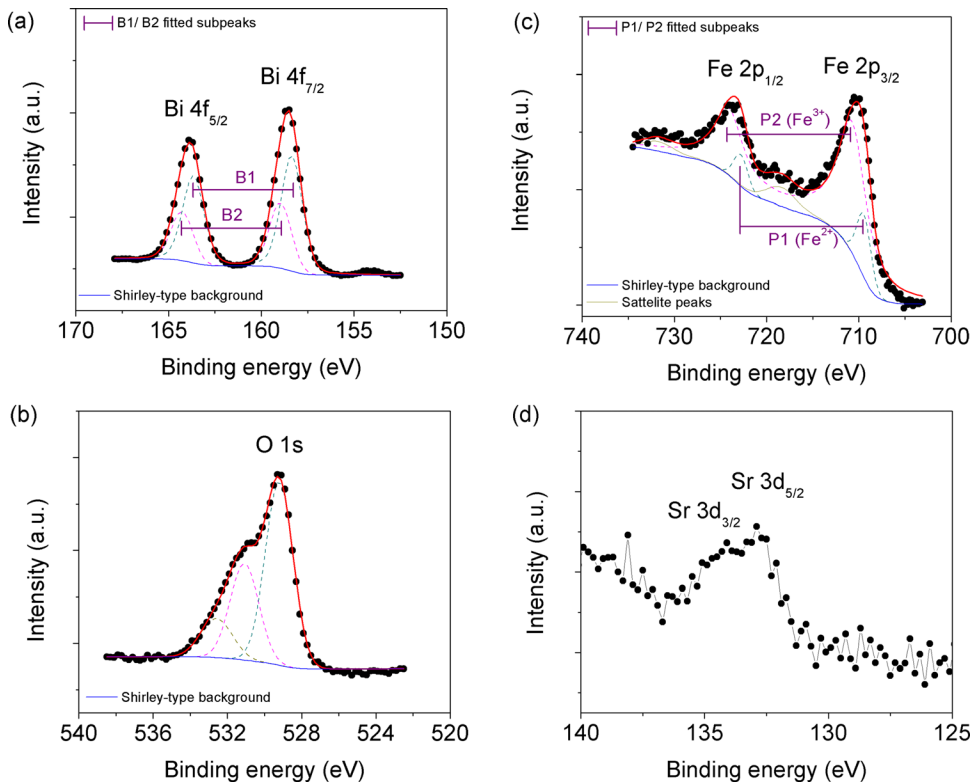 (a)
B1/ B2 fitted subpeaks
Bi 4f5/2
Bi 4f7/2
B1
B2
Shirley-type background
Intensity (a.u.)
170 165 160 155 150
Binding energy (eV)
(c)
P1/ P2 fitted subpeaks
Fe 2p1/2
Fe 2p3/2
P2 (Fe3+)
P1 (Fe2+)
Shirley-type background
Sattelite peaks
Intensity (a.u.)
740 730 720 710 700
Binding energy (eV)
(b)
O 1s
Shirley-type background
Intensity (a.u.)
540 536 532 528 524 520
Binding energy (eV)
(d)
Sr 3d3/2
Sr 3d5/2
Intensity (a.u.)
140 135 130 125
Binding energy (eV)